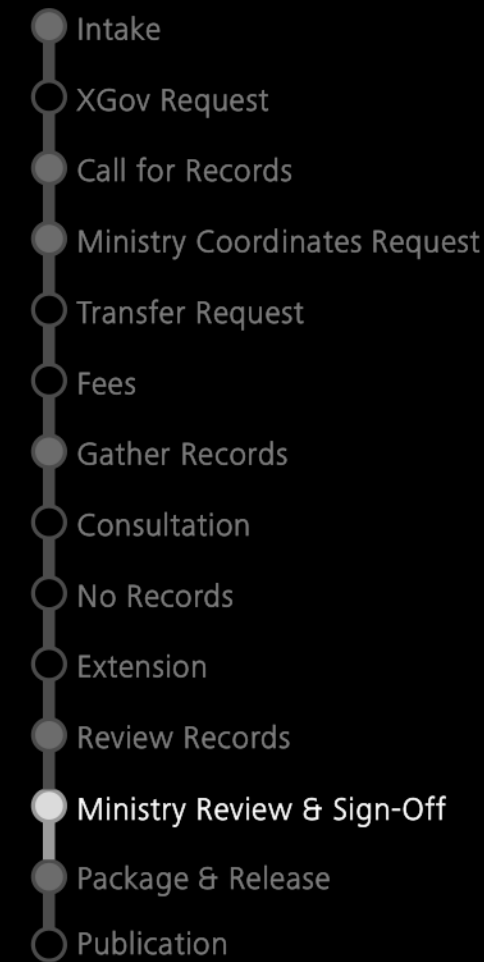 Intake
XGov Request
Call for Records
Ministry Coordinates Request
Transfer Request
Fees
Gather Records
Consultation
No Records
Extension
Review Records
Ministry Review & Sign-Off
Package & Release
Publication